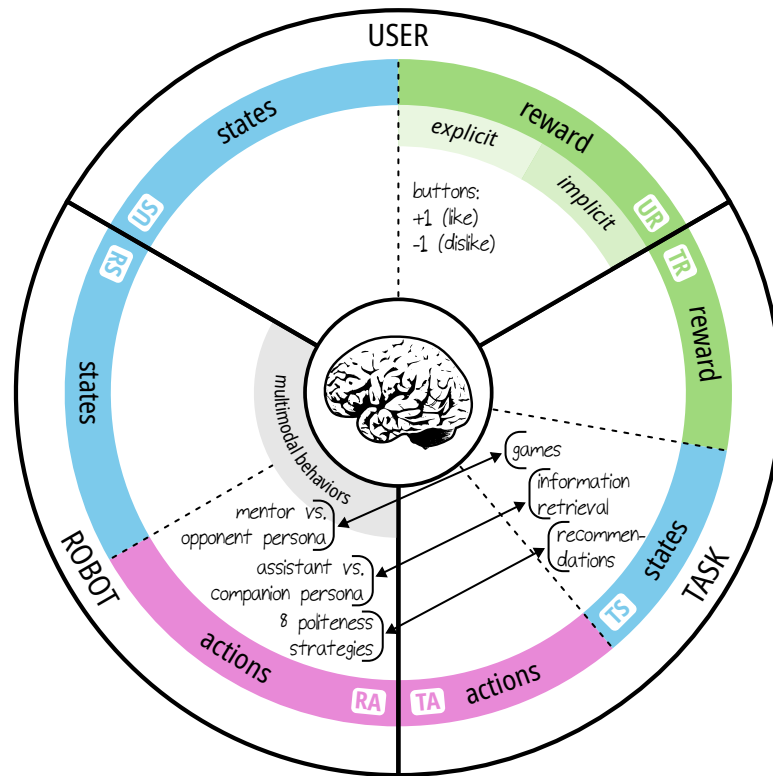 USER
states
reward
explicit
implicit
buttons:
+1 (like)
-1 (dislike)
US
UR
RS
TR
states
reward
multimodal behaviors
games
information
retrieval
recommen-
dations
mentor vs.
opponent persona
assistant vs.
companion persona
8 politeness
strategies
ROBOT
TASK
states
TS
actions
actions
RA
TA